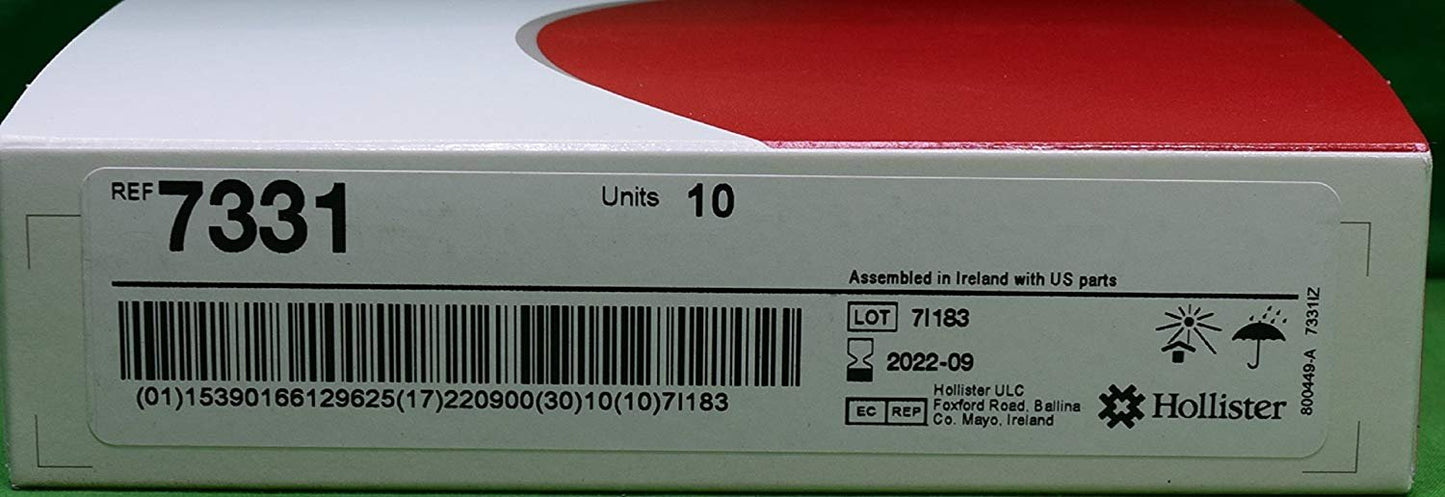 REF 7331 Units 10
Assembled in Ireland with US parts
(01)15390166129625(17)220900(30)10(10)7I183
LOT 7I183
2022-09
EC REP
Hollister ULC
Foxford Road, Ballina
Co. Mayo, Ireland
Hollister
800449-A 7331IZ